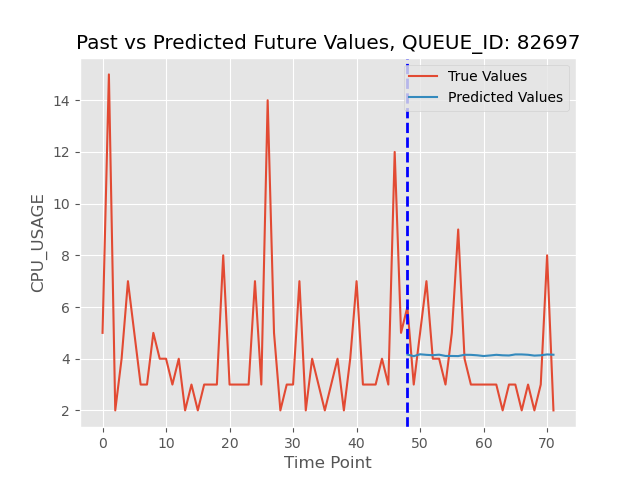 Past vs Predicted Future Values, QUEUE_ID: 82697
True Values
Predicted Values
14
12
10
8
6
4
2
CPU_USAGE
0 10 20 30 40 50 60 70
Time Point